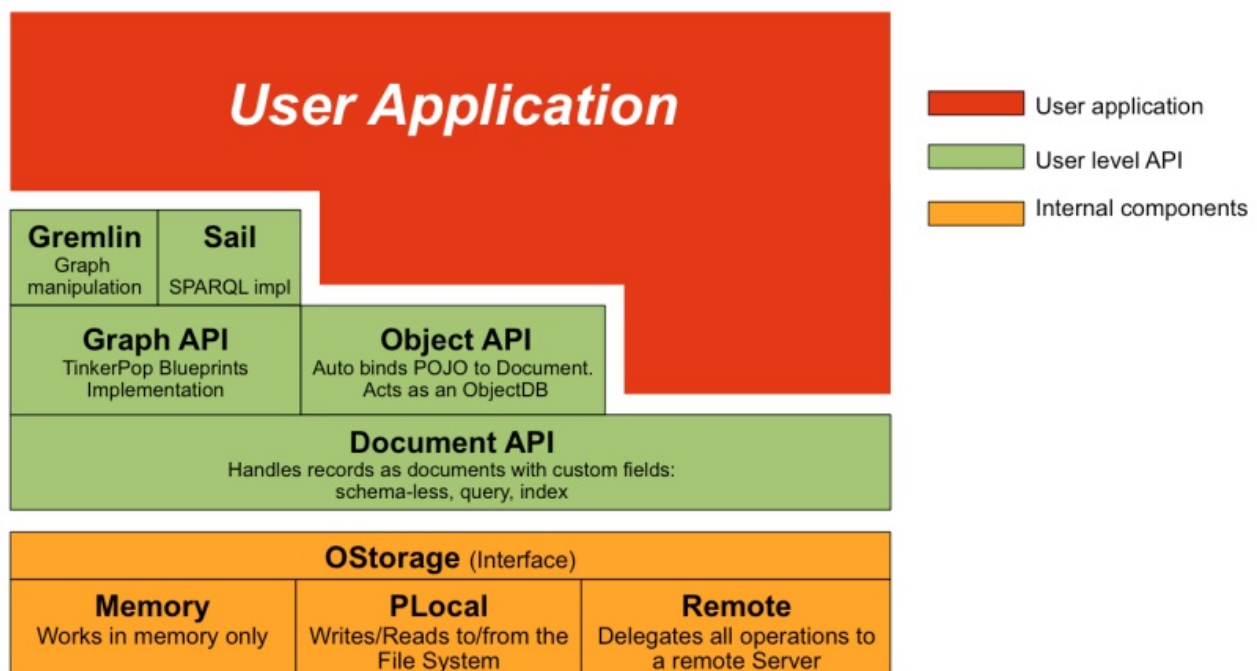 User Application
User application
User level API
Internal components
Gremlin
Graph
manipulation
Sail
SPARQL impl
Graph API
TinkerPop Blueprints
Implementation
Object API
Auto binds POJO to Document.
Acts as an ObjectDB
Document API
Handles records as documents with custom fields:
schema-less, query, index
OStorage (Interface)
Memory
Works in memory only
PLocal
Writes/Reads to/from the
File System
Remote
Delegates all operations to
a remote Server